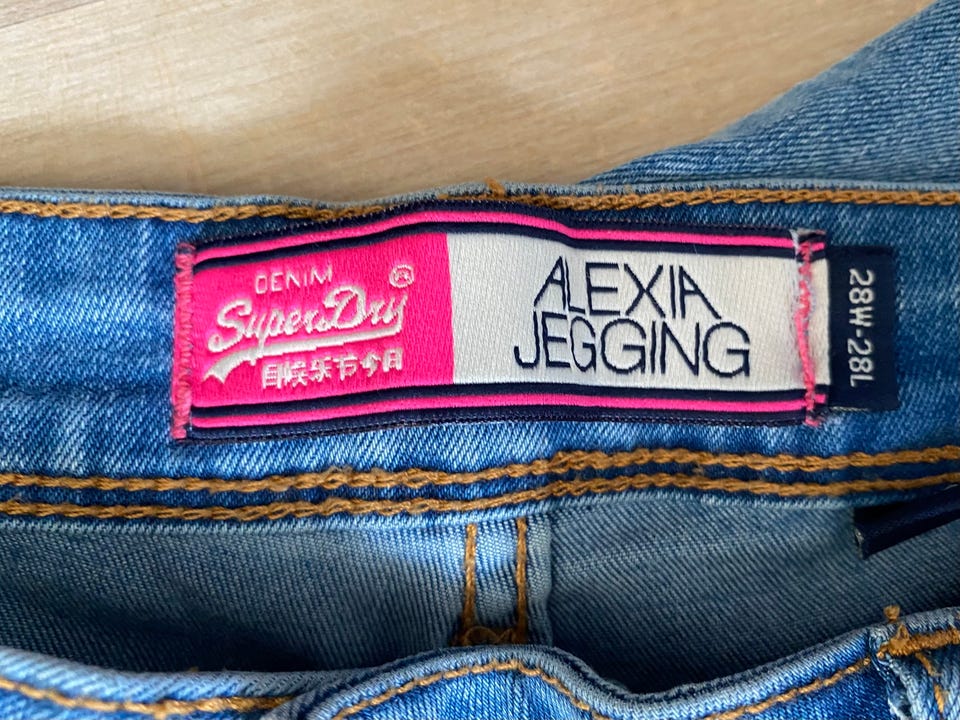 DENIM
SuperDry®
ALEXIA
JEGGING
28W-28L